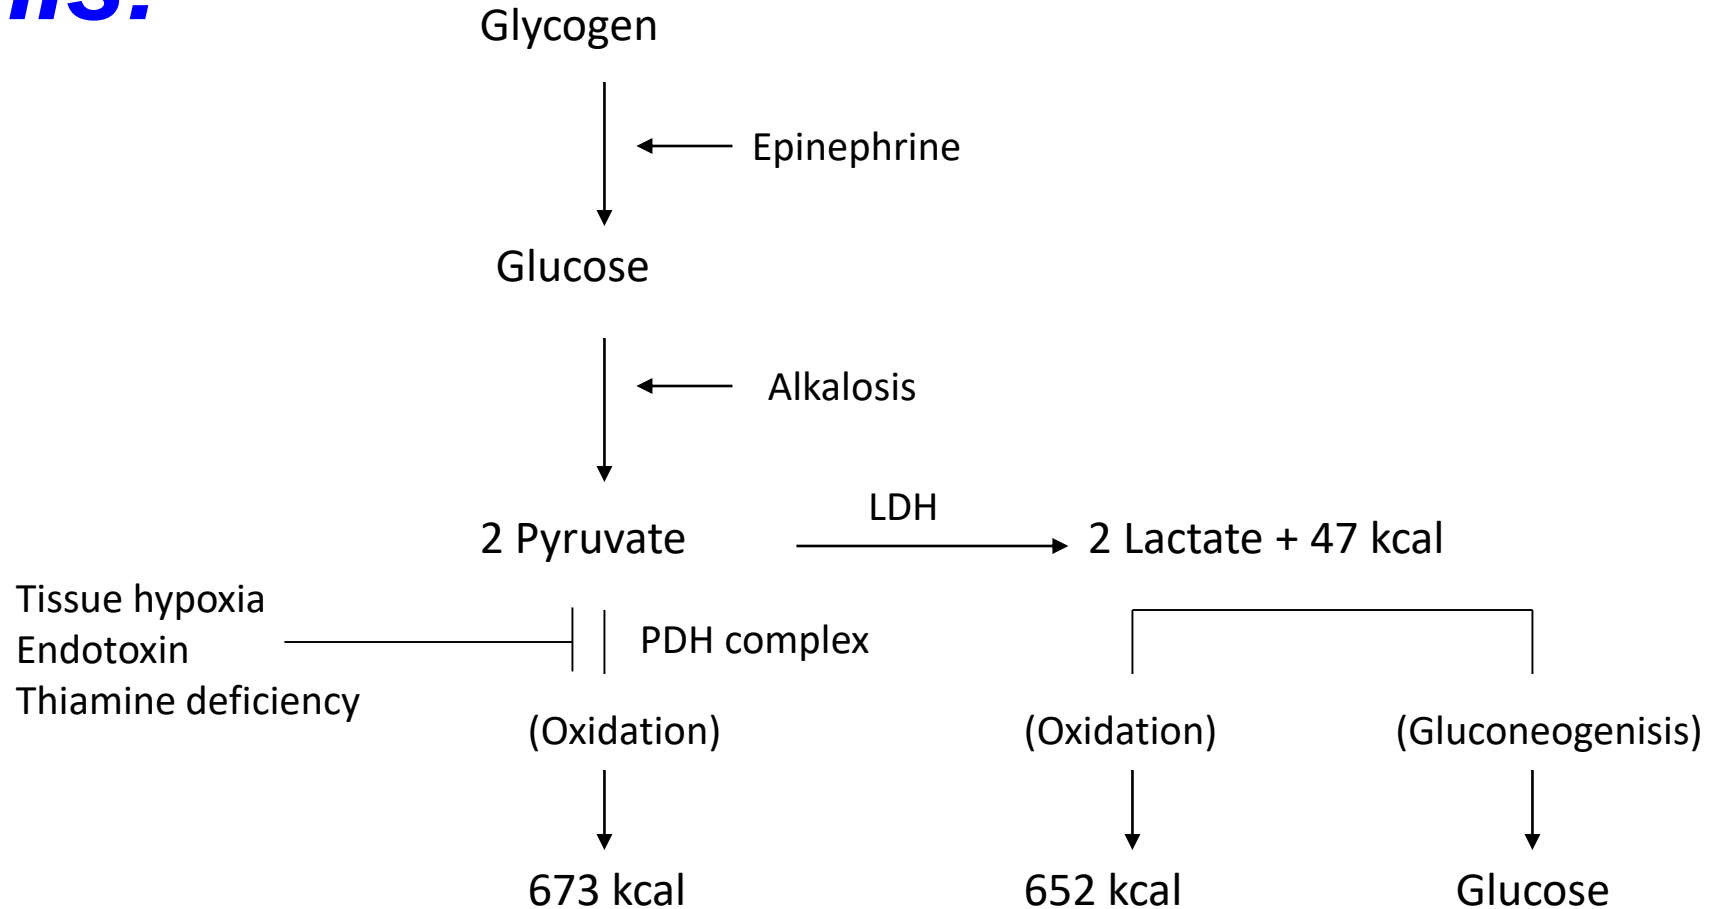 Glycogen
Epinephrine
Glucose
Alkalosis
LDH
2 Pyruvate
2 Lactate + 47 kcal
Tissue hypoxia
Endotoxin
Thiamine deficiency
PDH complex
(Oxidation)
(Oxidation)
(Gluconeogenisis)
673 kcal
652 kcal
Glucose